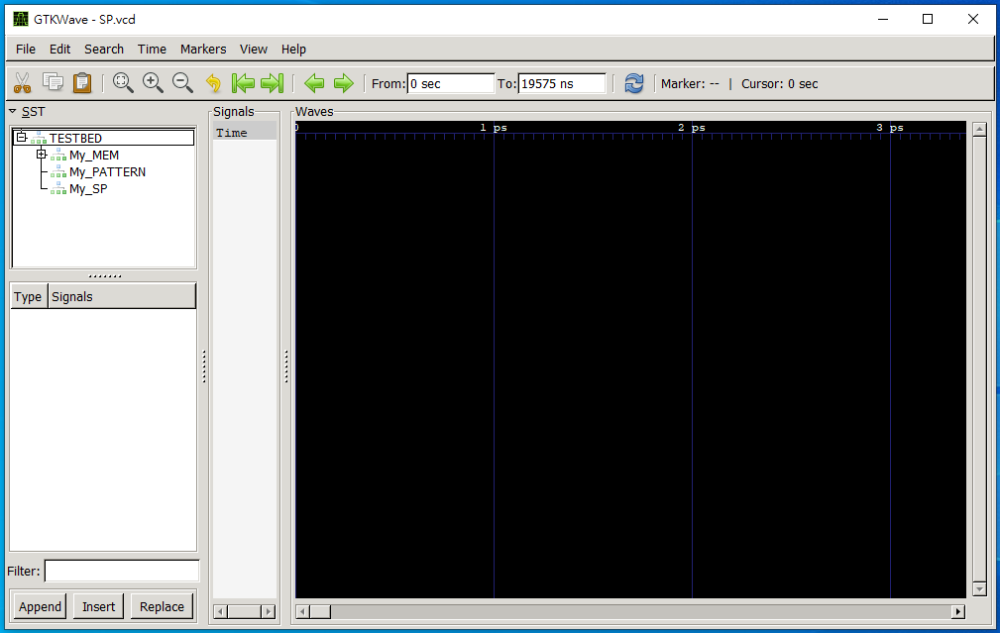 GTKWave - SP.vcd
File Edit Search Time Markers View Help
From: 0 sec To: 19575 ns Marker: -- | Cursor: 0 sec
SST
TESTBED
My_MEM
My_PATTERN
My_SP
Type Signals
Filter:
Append Insert Replace
Signals
Time
Waves
0 1 ps 2 ps 3 ps